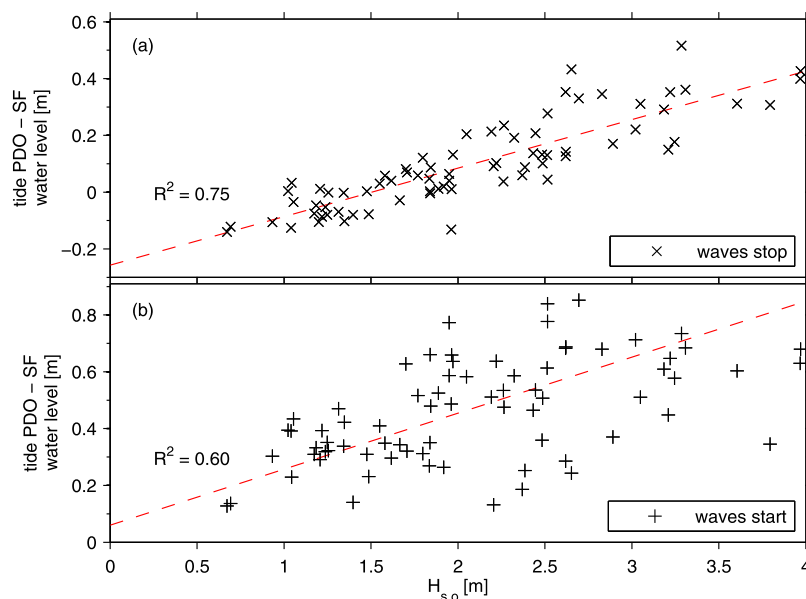 0.6
(a)
0.4
0.2
0
−0.2
tide PDO − SF
water level [m]
R² = 0.75
waves stop
(b)
0.8
0.6
0.4
0.2
0
tide PDO − SF
water level [m]
R² = 0.60
waves start
0 0.5 1 1.5 2 2.5 3 3.5 4
Hs,o [m]